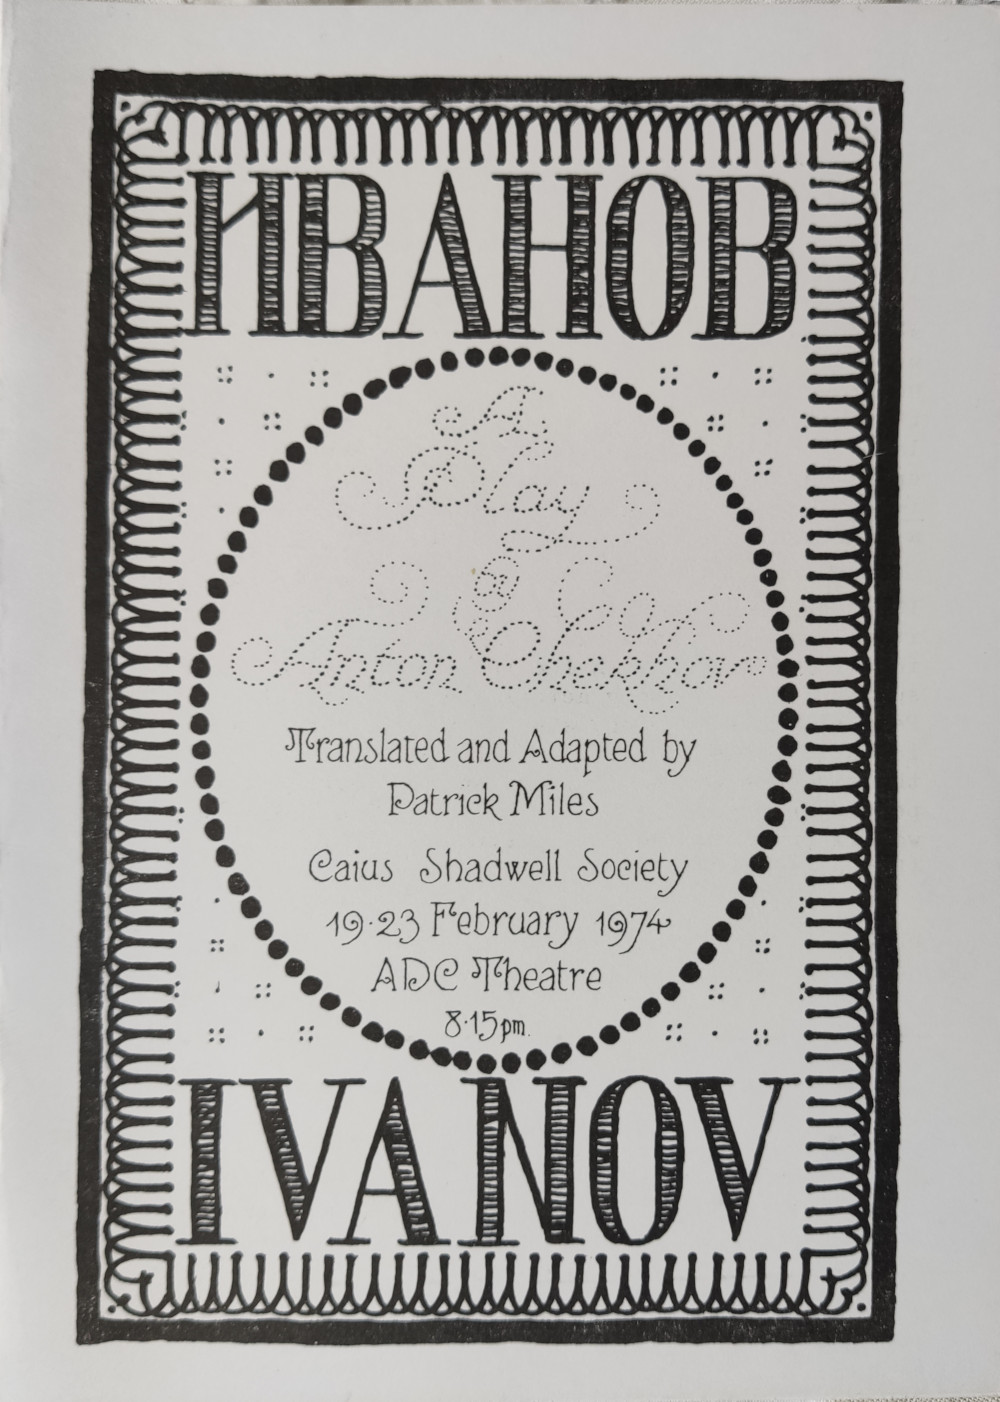 ИВАНОВ
A
Play
by
Anton Chekhov
Translated and Adapted by
Patrick Miles
Caius Shadwell Society
19·23 February 1974
ADC Theatre
8·15pm.
IVANOV